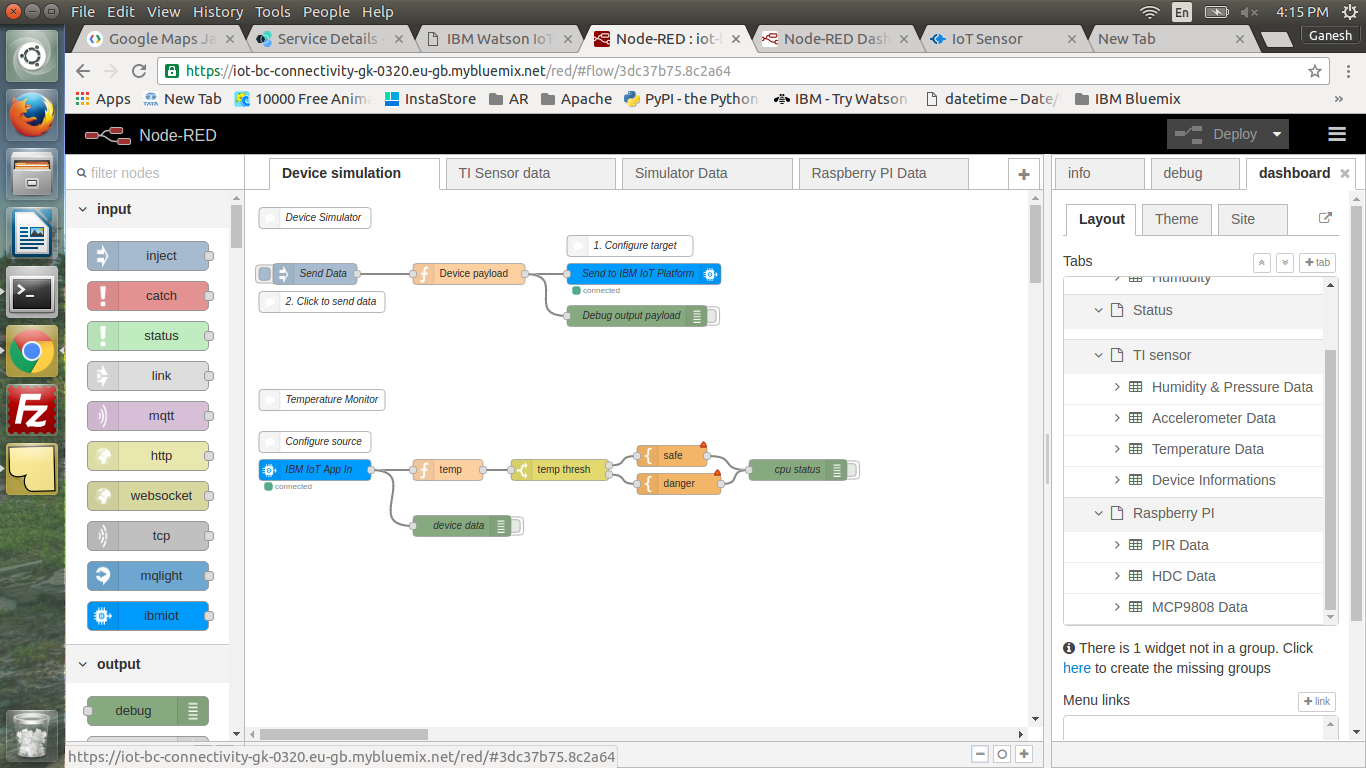 File Edit View History Tools People Help
En
4:15 PM
Google Maps Ja
Service Details -
IBM Watson IoT
Node-RED : iot-
Node-RED Dash
IoT Sensor
New Tab
Ganesh
https://iot-bc-connectivity-gk-0320.eu-gb.mybluemix.net/red/#flow/3dc37b75.8c2a64
Apps
TATA
New Tab
10000 Free Anima
InstaStore
AR
Apache
PyPI - the Python
IBM - Try Watson
datetime – Date/
IBM Bluemix
»
Node-RED
Deploy
filter nodes
input
inject
catch
status
link
mqtt
http
websocket
tcp
mqlight
ibmiot
output
debug
Device simulation
TI Sensor data
Simulator Data
Raspberry PI Data
Device Simulator
1. Configure target
Send Data
Device payload
Send to IBM IoT Platform
connected
2. Click to send data
Debug output payload
Temperature Monitor
Configure source
IBM IoT App In
connected
temp
temp thresh
safe
danger
cpu status
device data
info
debug
dashboard
Layout
Theme
Site
Tabs
+ tab
Humidity
Status
TI sensor
Humidity & Pressure Data
Accelerometer Data
Temperature Data
Device Informations
Raspberry PI
PIR Data
HDC Data
MCP9808 Data
There is 1 widget not in a group. Click
here to create the missing groups
Menu links
+ link
https://iot-bc-connectivity-gk-0320.eu-gb.mybluemix.net/red/#3dc37b75.8c2a64